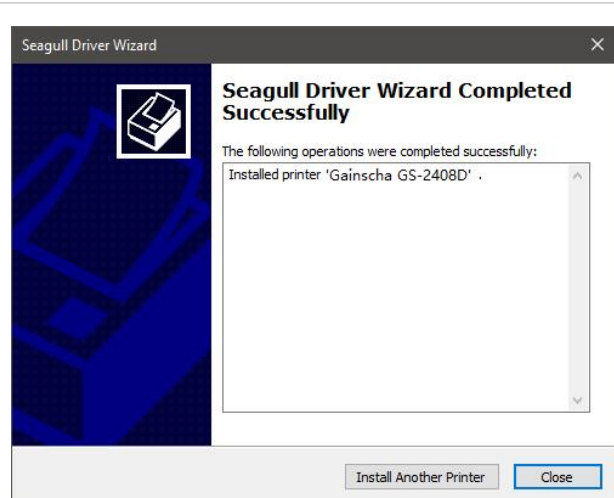 Seagull Driver Wizard
Seagull Driver Wizard Completed
Successfully
The following operations were completed successfully:
Installed printer 'Gainscha GS-2408D' .
Install Another Printer
Close